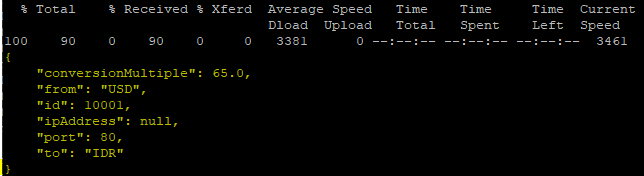 % Total % Received % Xferd Average Speed Time Time Time Current
Dload Upload Total Spent Left Speed
100 90 0 90 0 0 3381 0 --:--:-- --:--:-- --:--:-- 3461
{
"conversionMultiple": 65.0,
"from": "USD",
"id": 10001,
"ipAddress": null,
"port": 80,
"to": "IDR"
}